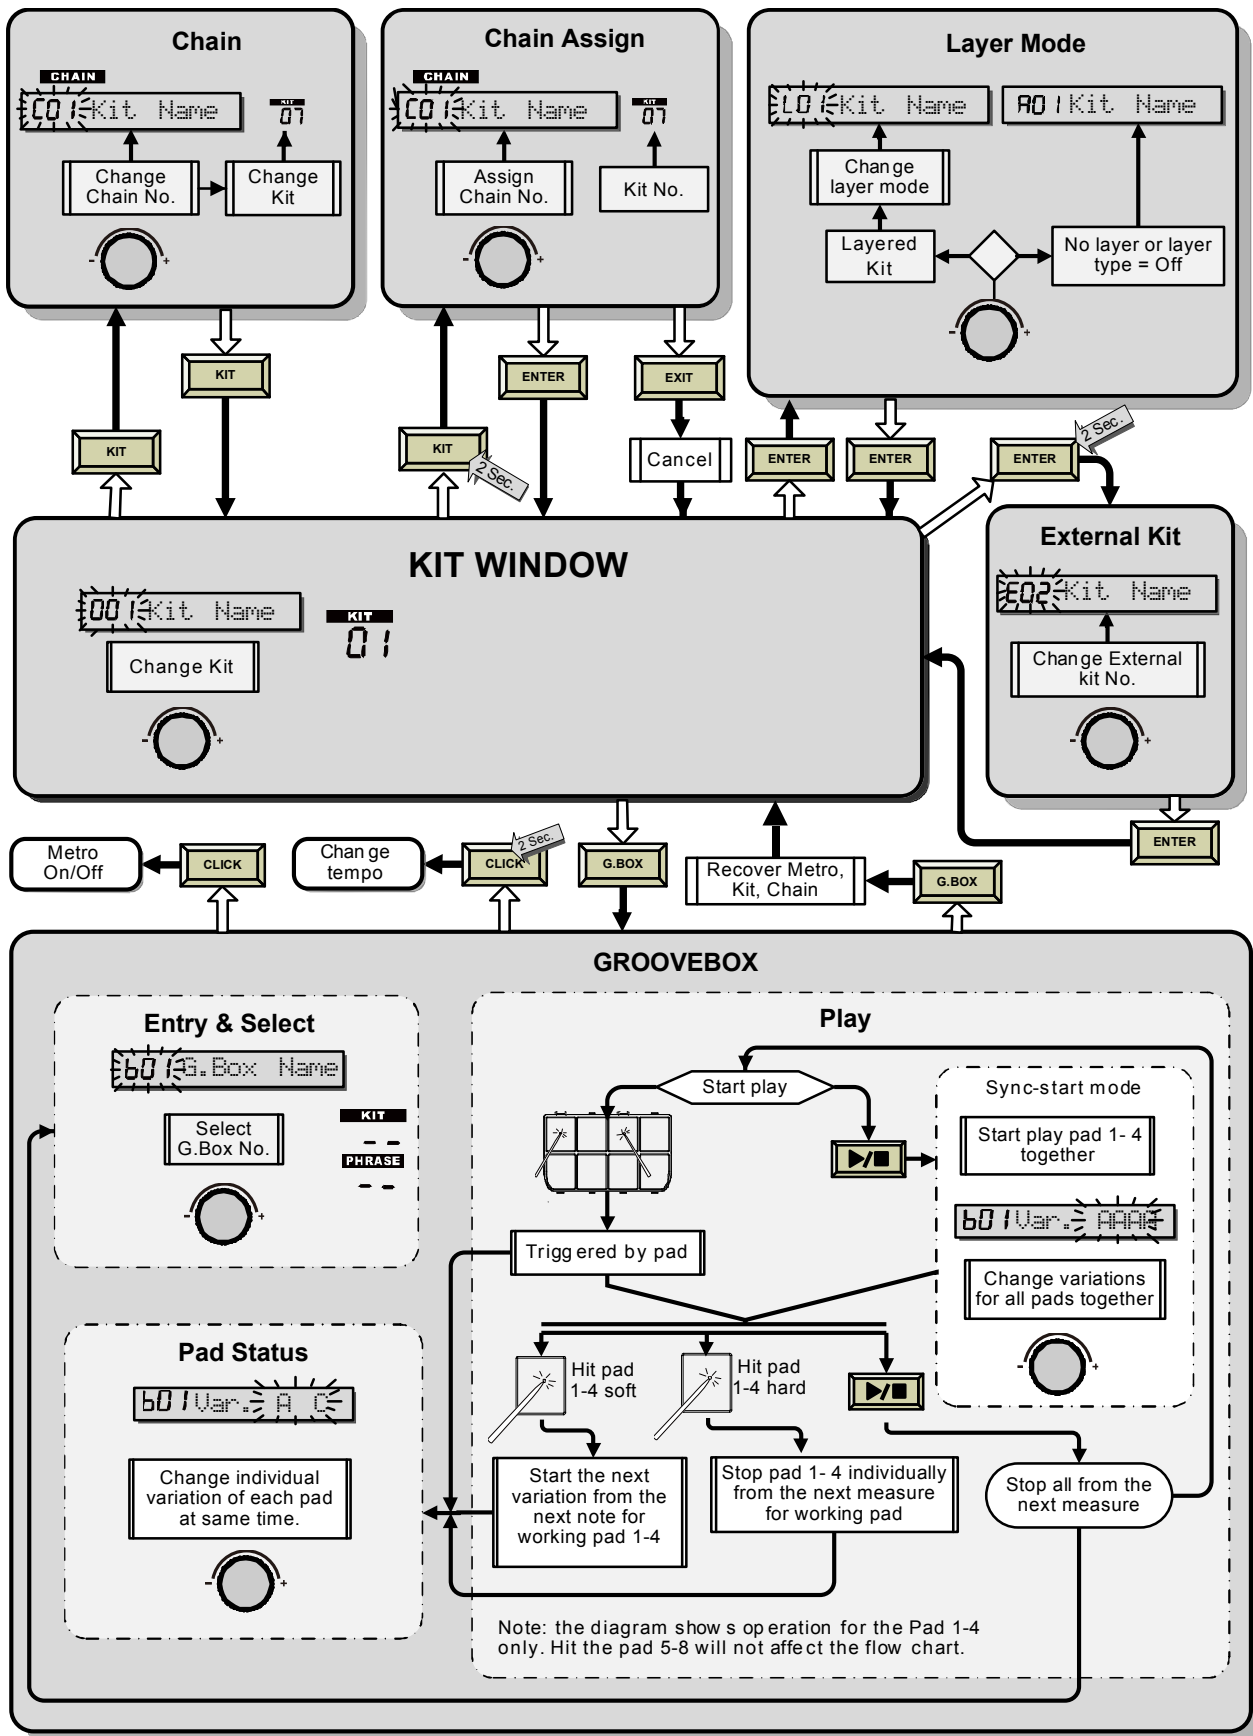 Chain
CHAIN
C01 Kit Name
KIT
07
Change
Chain No.
Change
Kit
-
+
KIT
KIT
Chain Assign
CHAIN
C01 Kit Name
KIT
07
Assign
Chain No.
Kit No.
-
+
KIT
2 Sec.
ENTER
EXIT
Cancel
Layer Mode
L01 Kit Name
A01 Kit Name
Change
layer mode
Layered
Kit
No layer or layer
type = Off
-
+
ENTER
ENTER
ENTER
2 Sec.
KIT WINDOW
001 Kit Name
KIT
01
Change Kit
-
+
External Kit
E02 Kit Name
Change External
kit No.
-
+
ENTER
Metro
On/Off
CLICK
Change
tempo
CLICK
2 Sec.
G.BOX
Recover Metro,
Kit, Chain
G.BOX
GROOVEBOX
Entry & Select
b01 G.Box Name
Select
G.Box No.
KIT
--
PHRASE
--
-
+
Pad Status
b01 Var. A C
Change individual
variation of each pad
at same time.
-
+
Play
Start play
▶/■
Triggered by pad
Sync-start mode
Start play pad 1- 4
together
b01 Var. AAAA
Change variations
for all pads together
-
+
Hit pad
1-4 soft
Hit pad
1-4 hard
▶/■
Start the next
variation from the
next note for
working pad 1-4
Stop pad 1- 4 individually
from the next measure
for working pad
Stop all from the
next measure
Note: the diagram shows operation for the Pad 1-4
only. Hit the pad 5-8 will not affect the flow chart.